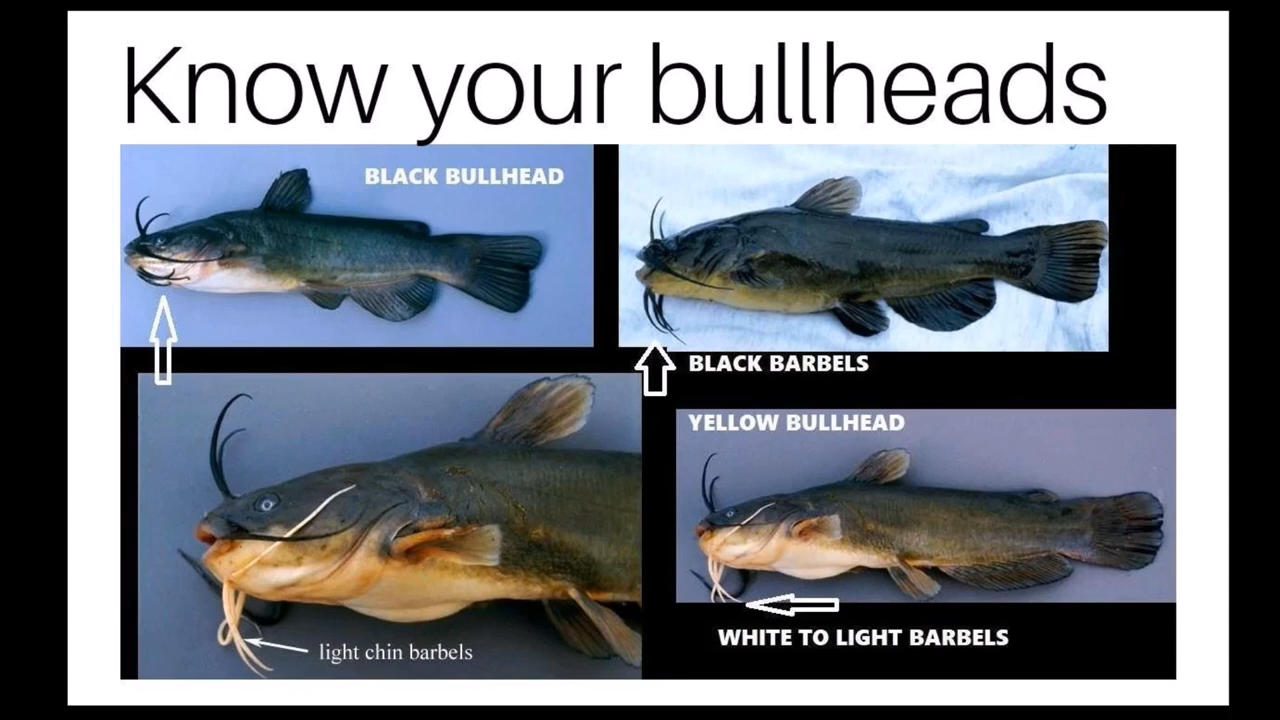 Know your bullheads
BLACK BULLHEAD
BLACK BARBELS
YELLOW BULLHEAD
light chin barbels
WHITE TO LIGHT BARBELS